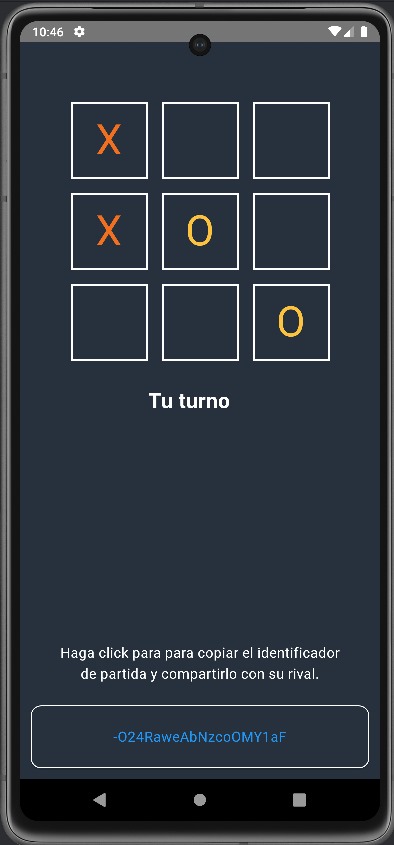 10:46
X
X O
O
Tu turno
Haga click para para copiar el identificador
de partida y compartirlo con su rival.
-O24RaweAbNzcoOMY1aF